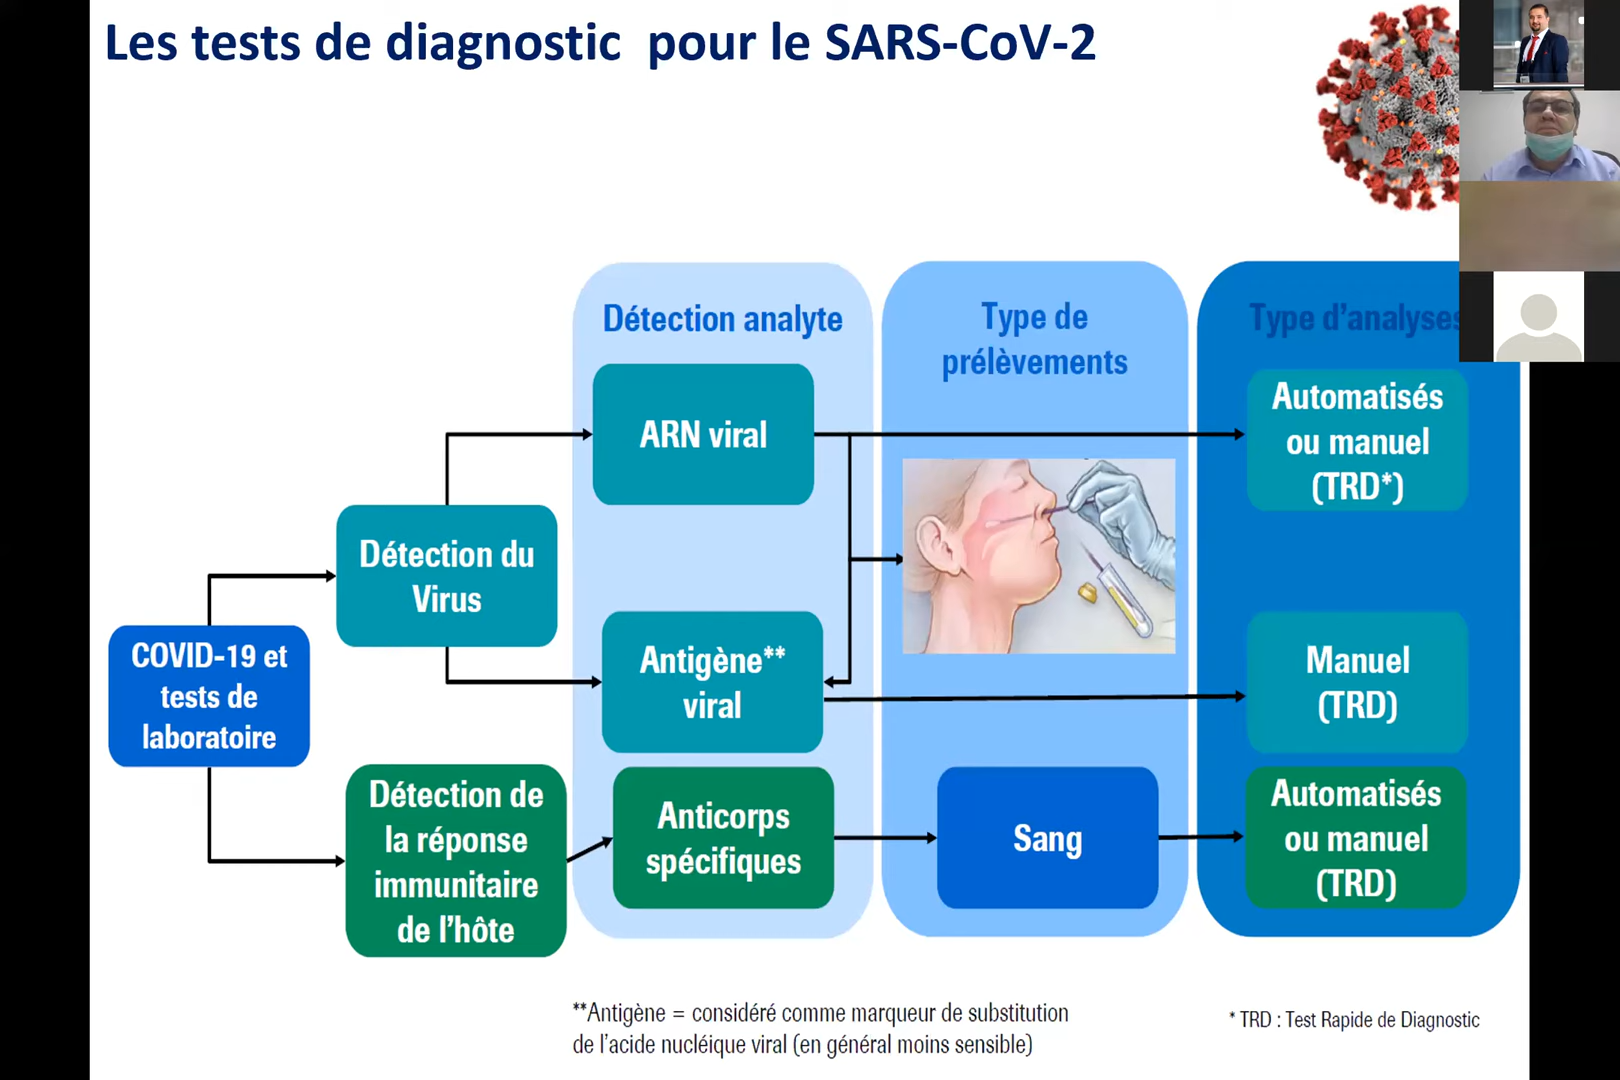 Les tests de diagnostic pour le SARS-CoV-2
Détection analyte
Type de
prélèvements
Type d'analyses
ARN viral
Automatisés
ou manuel
(TRD*)
Détection du
Virus
Antigène**
viral
Manuel
(TRD)
COVID-19 et
tests de
laboratoire
Détection de
la réponse
immunitaire
de l'hôte
Anticorps
spécifiques
Sang
Automatisés
ou manuel
(TRD)
**Antigène = considéré comme marqueur de substitution
de l'acide nucléique viral (en général moins sensible)
* TRD : Test Rapide de Diagnostic